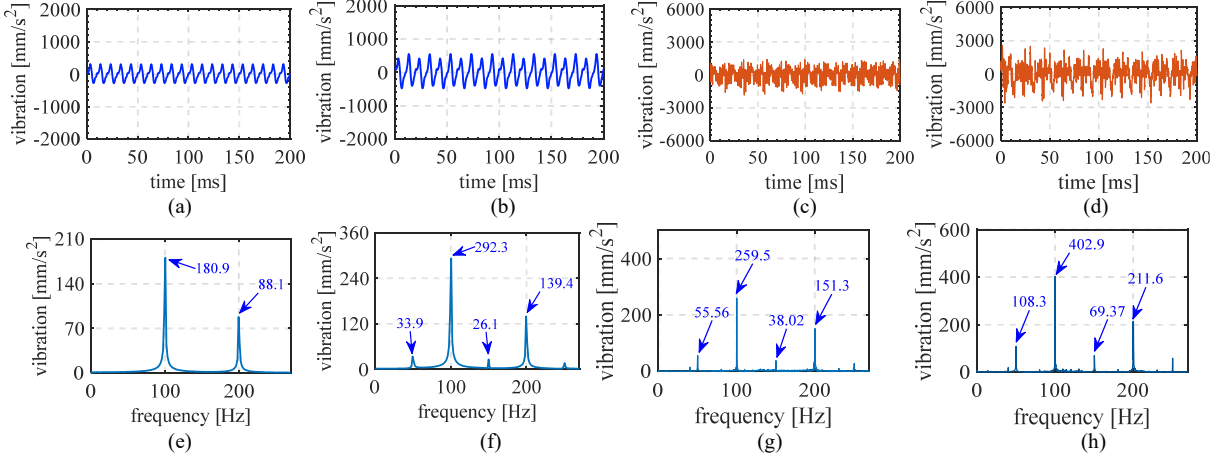 2000
1000
0
-1000
-2000
vibration [mm/s²]
0 50 100 150 200
time [ms]
(a)
2000
1000
0
-1000
-2000
vibration [mm/s²]
0 50 100 150 200
time [ms]
(b)
6000
3000
0
-3000
-6000
vibration [mm/s²]
0 50 100 150 200
time [ms]
(c)
6000
3000
0
-3000
-6000
vibration [mm/s²]
0 50 100 150 200
time [ms]
(d)
210
140
70
0
vibration [mm/s²]
180.9
88.1
100 200
frequency [Hz]
(e)
360
240
120
0
vibration [mm/s²]
292.3
139.4
33.9
26.1
100 200
frequency [Hz]
(f)
400
200
0
vibration [mm/s²]
259.5
151.3
55.56
38.02
100 200
frequency [Hz]
(g)
600
400
200
0
vibration [mm/s²]
402.9
211.6
108.3
69.37
100 200
frequency [Hz]
(h)